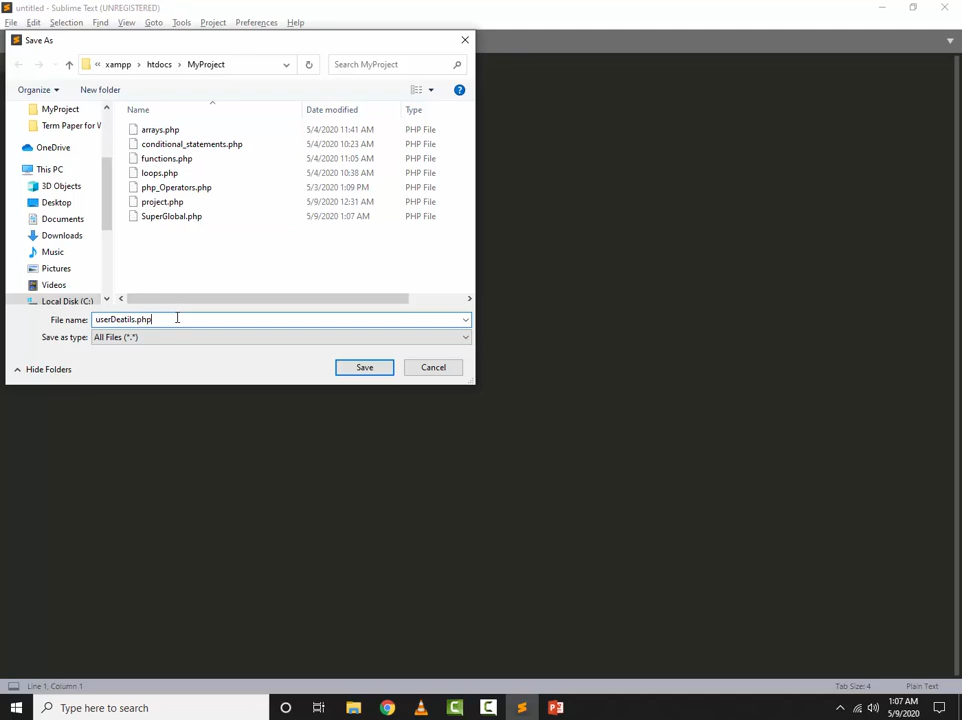 untitled - Sublime Text (UNREGISTERED)
File Edit Selection Find View Goto Tools Project Preferences Help
Save As
« xampp › htdocs › MyProject
Search MyProject
Organize New folder
MyProject
Term Paper for W
OneDrive
This PC
3D Objects
Desktop
Documents
Downloads
Music
Pictures
Videos
Local Disk (C:)
Name Date modified Type
arrays.php 5/4/2020 11:41 AM PHP File
conditional_statements.php 5/4/2020 10:23 AM PHP File
functions.php 5/4/2020 11:05 AM PHP File
loops.php 5/4/2020 10:38 AM PHP File
php_Operators.php 5/3/2020 1:09 PM PHP File
project.php 5/9/2020 12:31 AM PHP File
SuperGlobal.php 5/9/2020 1:07 AM PHP File
File name: userDeatils.php
Save as type: All Files (*.*)
Hide Folders
Save Cancel
Line 1, Column 1 Tab Size: 4 Plain Text
Type here to search
1:07 AM
5/9/2020